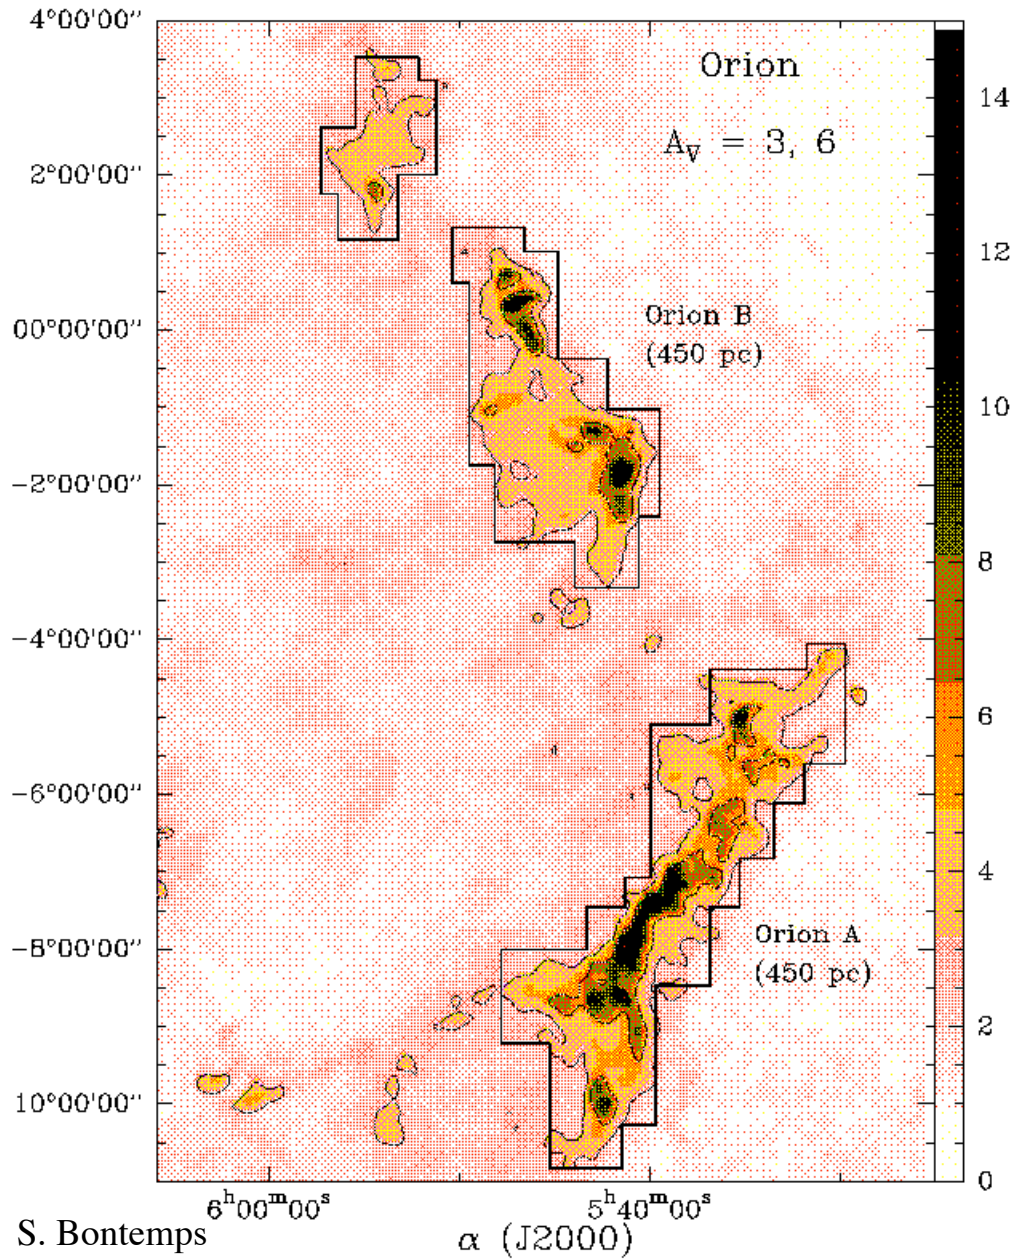 4°00'00"
Orion
14
A_V = 3, 6
2°00'00"
12
Orion B
00°00'00"
(450 pc)
10
−2°00'00"
8
−4°00'00"
6
−6°00'00"
4
Orion A
−8°00'00"
(450 pc)
2
10°00'00"
0
6ʰ00ᵐ00ˢ
5ʰ40ᵐ00ˢ
S. Bontemps
α (J2000)